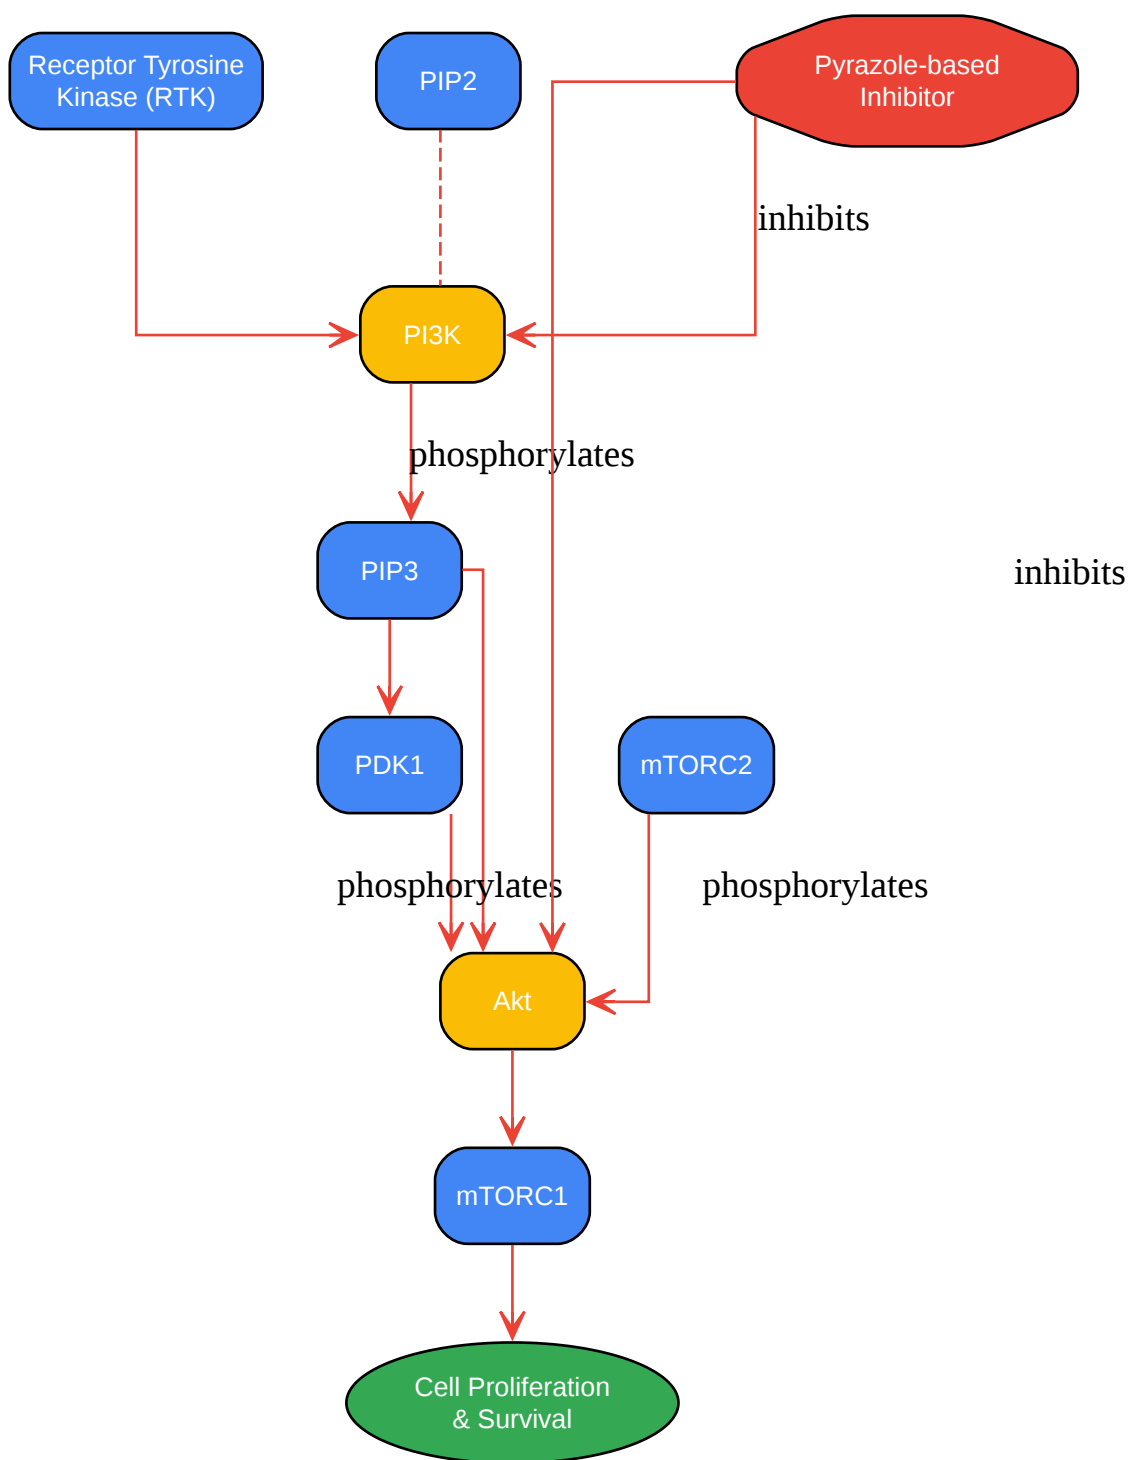 Receptor Tyrosine
Kinase (RTK)
PIP2
Pyrazole-based
Inhibitor
inhibits
PI3K
phosphorylates
PIP3
inhibits
PDK1
mTORC2
phosphorylates
phosphorylates
Akt
mTORC1
Cell Proliferation
& Survival